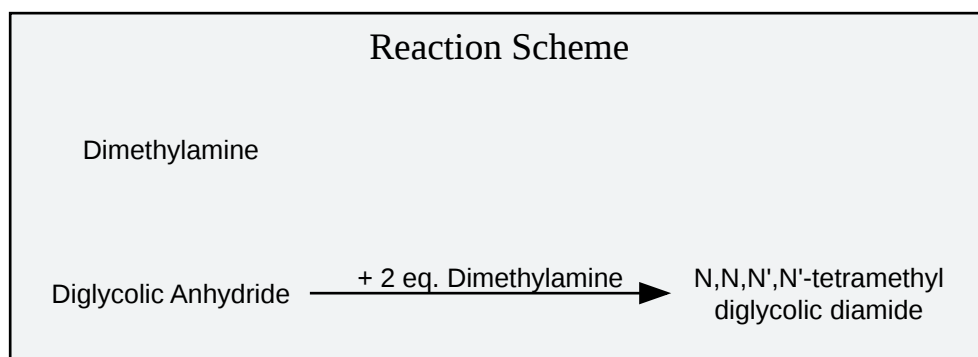 Reaction Scheme
Dimethylamine
Diglycolic Anhydride
+ 2 eq. Dimethylamine
N,N,N',N'-tetramethyl
diglycolic diamide